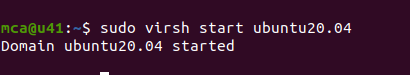 mca@u41:~$ sudo virsh start ubuntu20.04
Domain ubuntu20.04 started